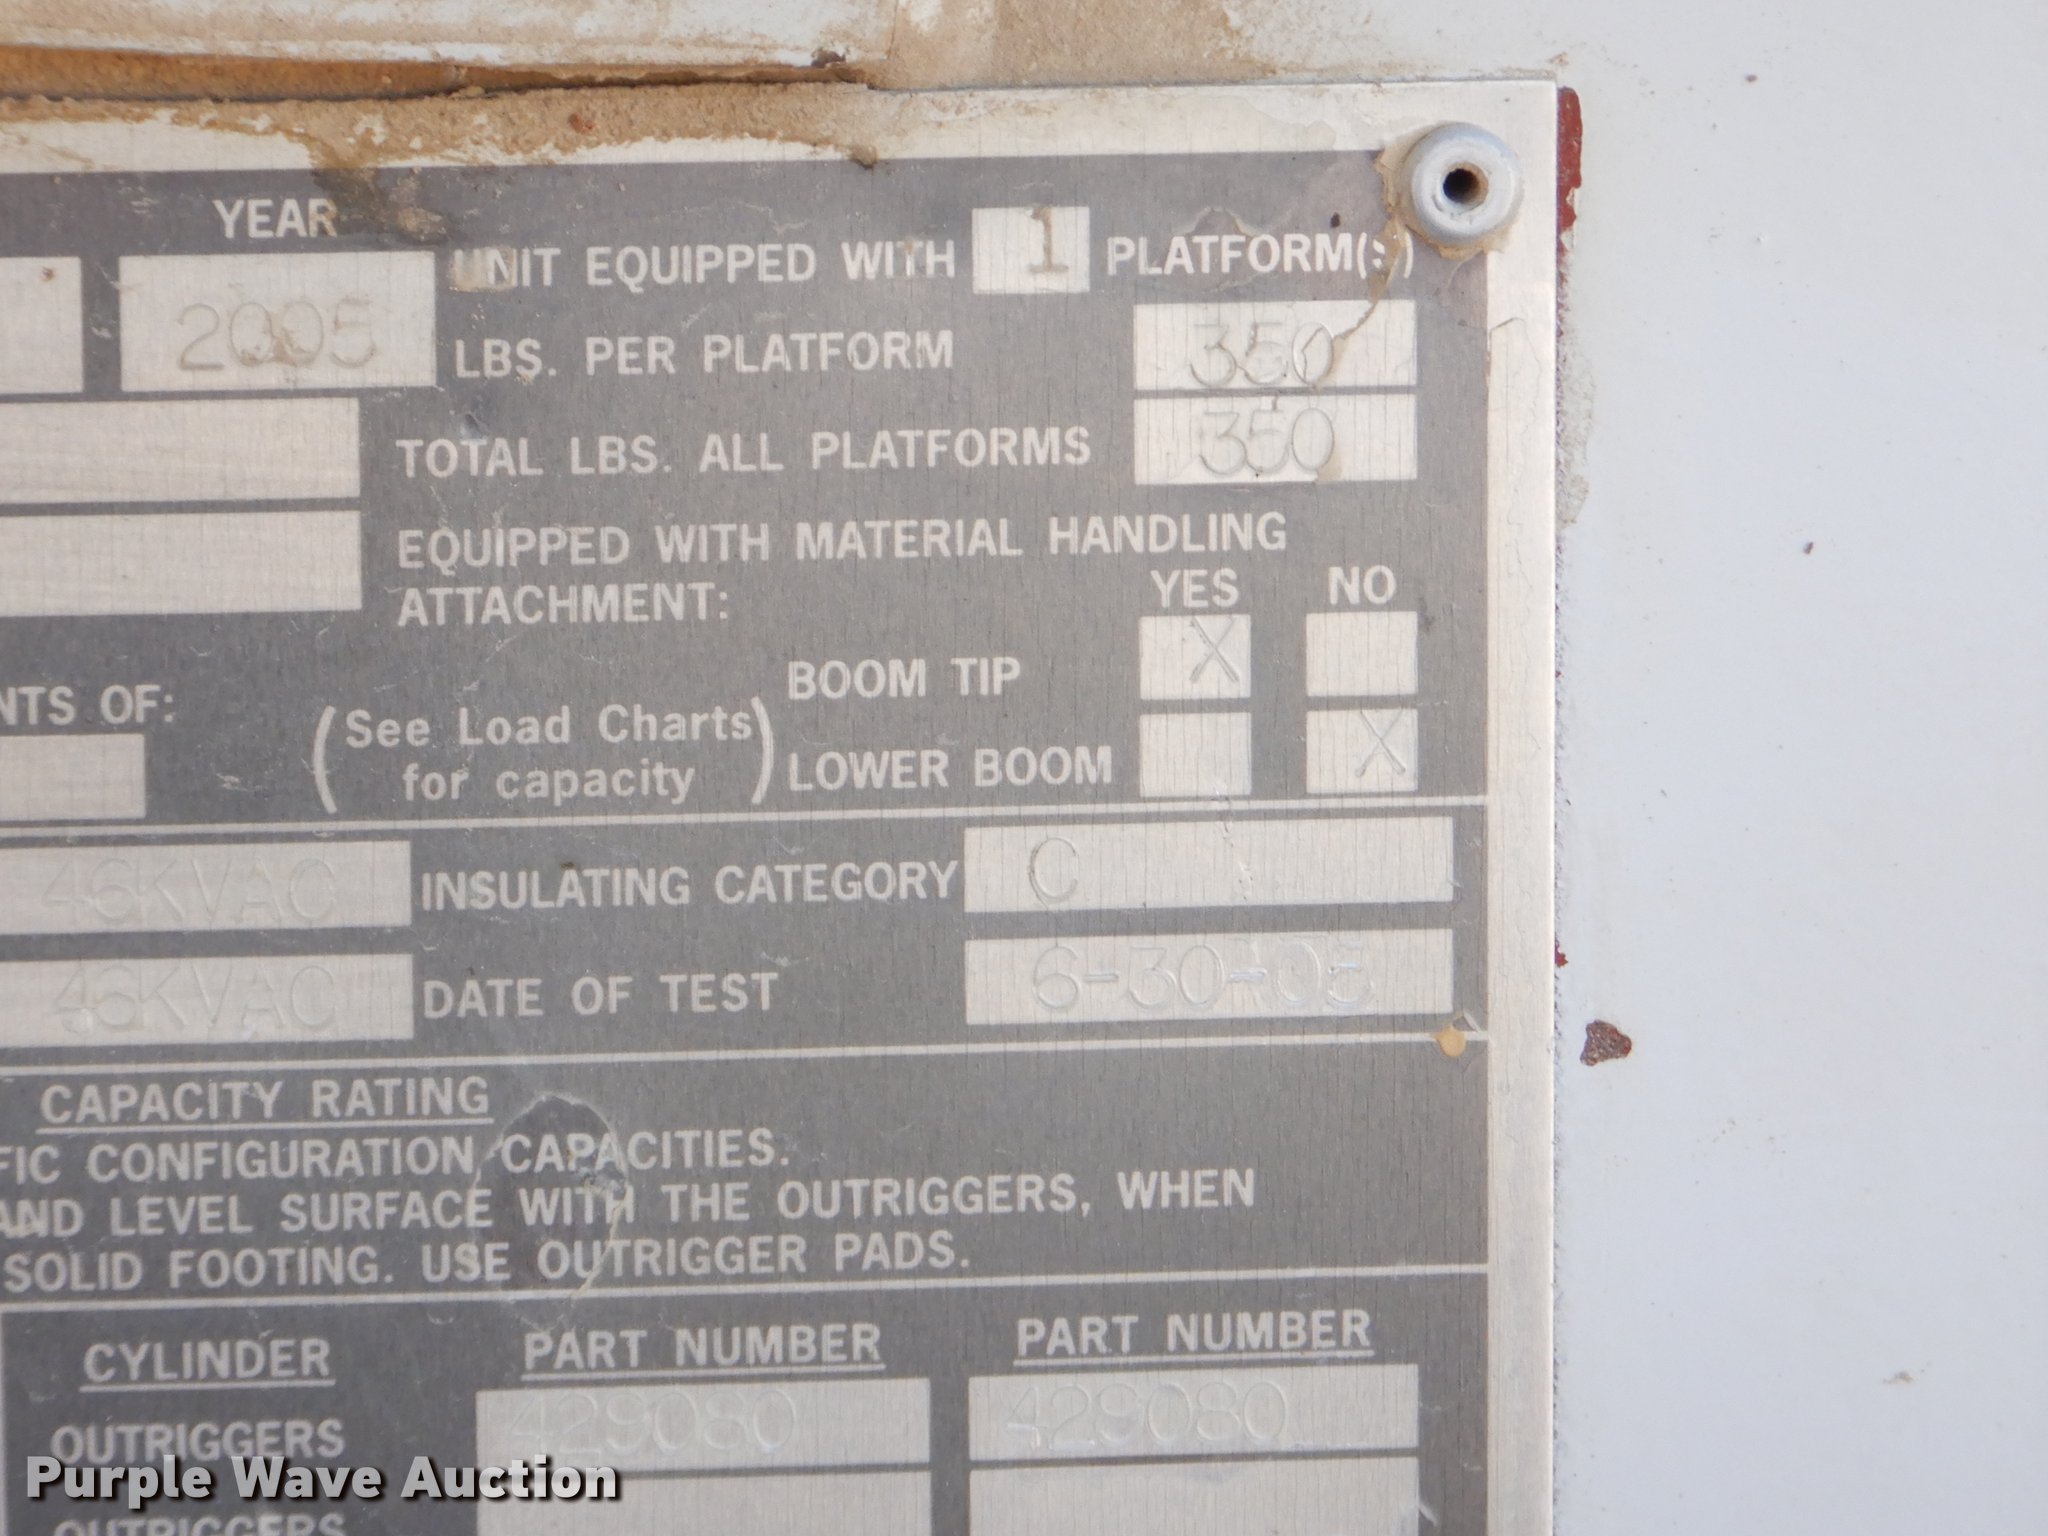 YEAR
2005
UNIT EQUIPPED WITH 1 PLATFORM(S)
LBS. PER PLATFORM 350
TOTAL LBS. ALL PLATFORMS 350
EQUIPPED WITH MATERIAL HANDLING
ATTACHMENT: YES NO
BOOM TIP X
NTS OF: (See Load Charts
for capacity)
LOWER BOOM X
46KVAC INSULATING CATEGORY C
46KVAC DATE OF TEST 6-30-05
CAPACITY RATING
FIC CONFIGURATION CAPACITIES.
AND LEVEL SURFACE WITH THE OUTRIGGERS, WHEN
SOLID FOOTING. USE OUTRIGGER PADS.
CYLINDER PART NUMBER PART NUMBER
OUTRIGGERS 429080 429080
OUTRIGGERS
Purple Wave Auction